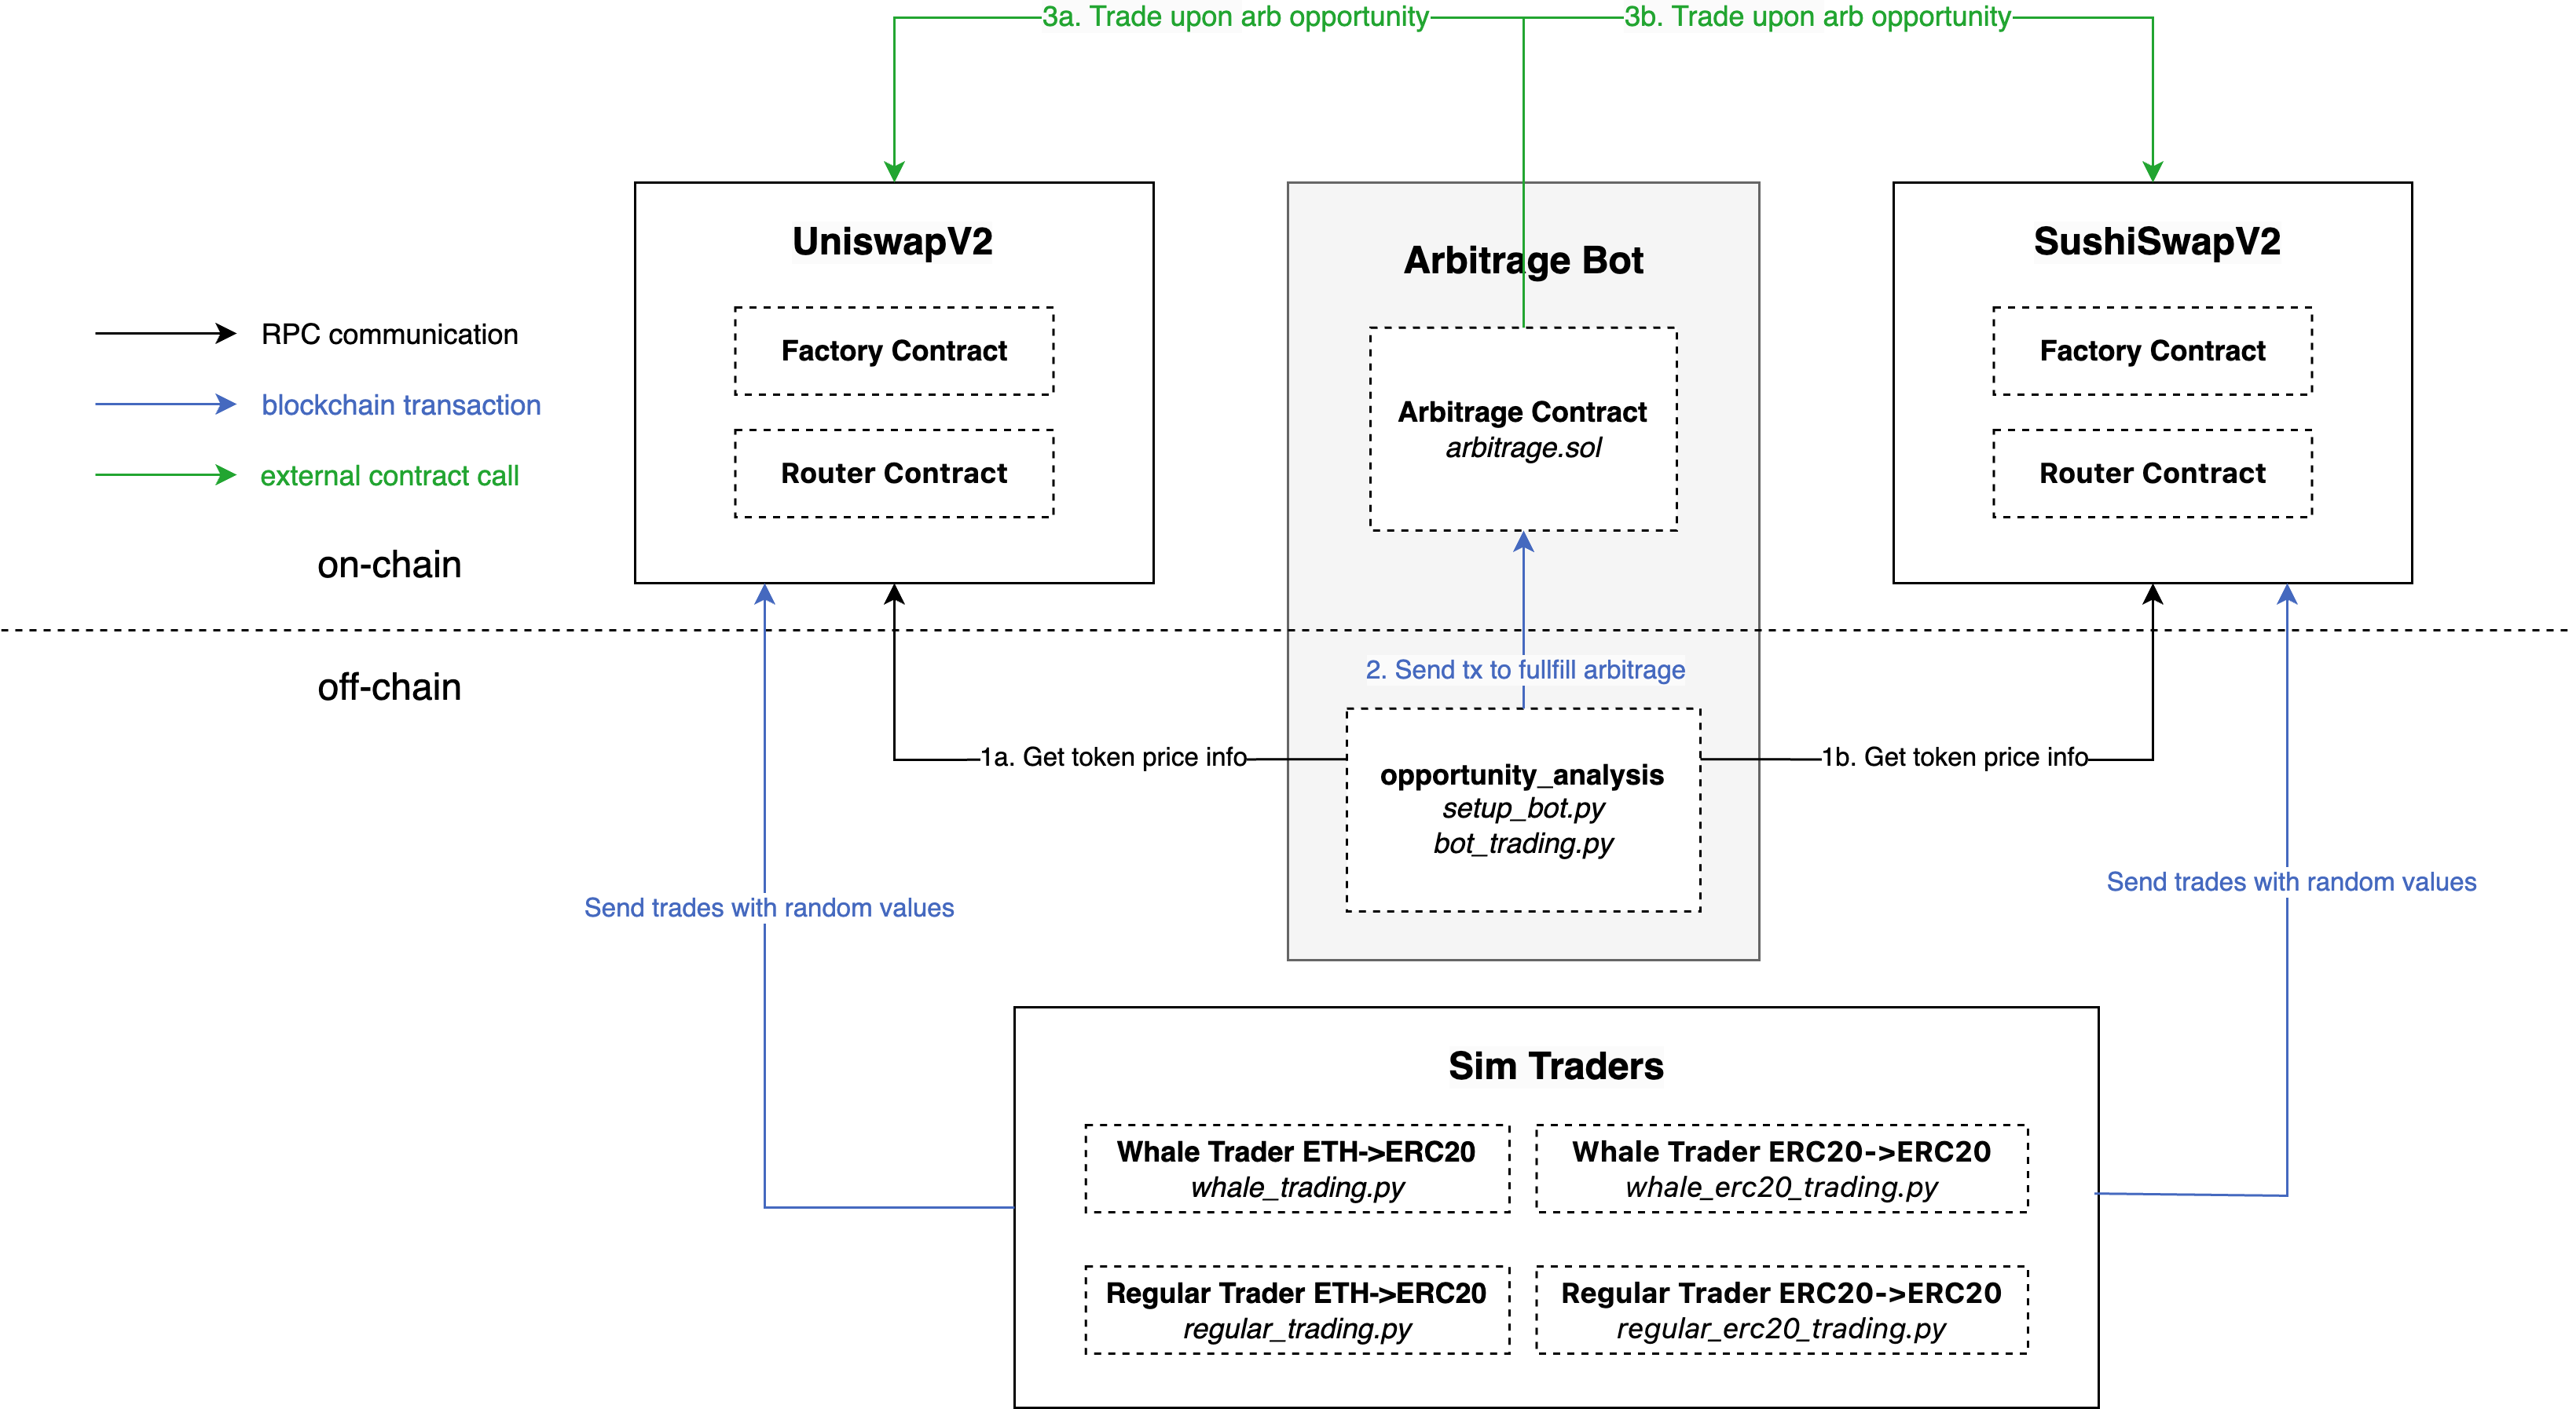 3a. Trade upon arb opportunity
3b. Trade upon arb opportunity
UniswapV2
Factory Contract
Router Contract
Arbitrage Bot
Arbitrage Contract
arbitrage.sol
SushiSwapV2
Factory Contract
Router Contract
RPC communication
blockchain transaction
external contract call
on-chain
off-chain
2. Send tx to fullfill arbitrage
1a. Get token price info
opportunity_analysis
setup_bot.py
bot_trading.py
1b. Get token price info
Send trades with random values
Send trades with random values
Sim Traders
Whale Trader ETH->ERC20
whale_trading.py
Whale Trader ERC20->ERC20
whale_erc20_trading.py
Regular Trader ETH->ERC20
regular_trading.py
Regular Trader ERC20->ERC20
regular_erc20_trading.py